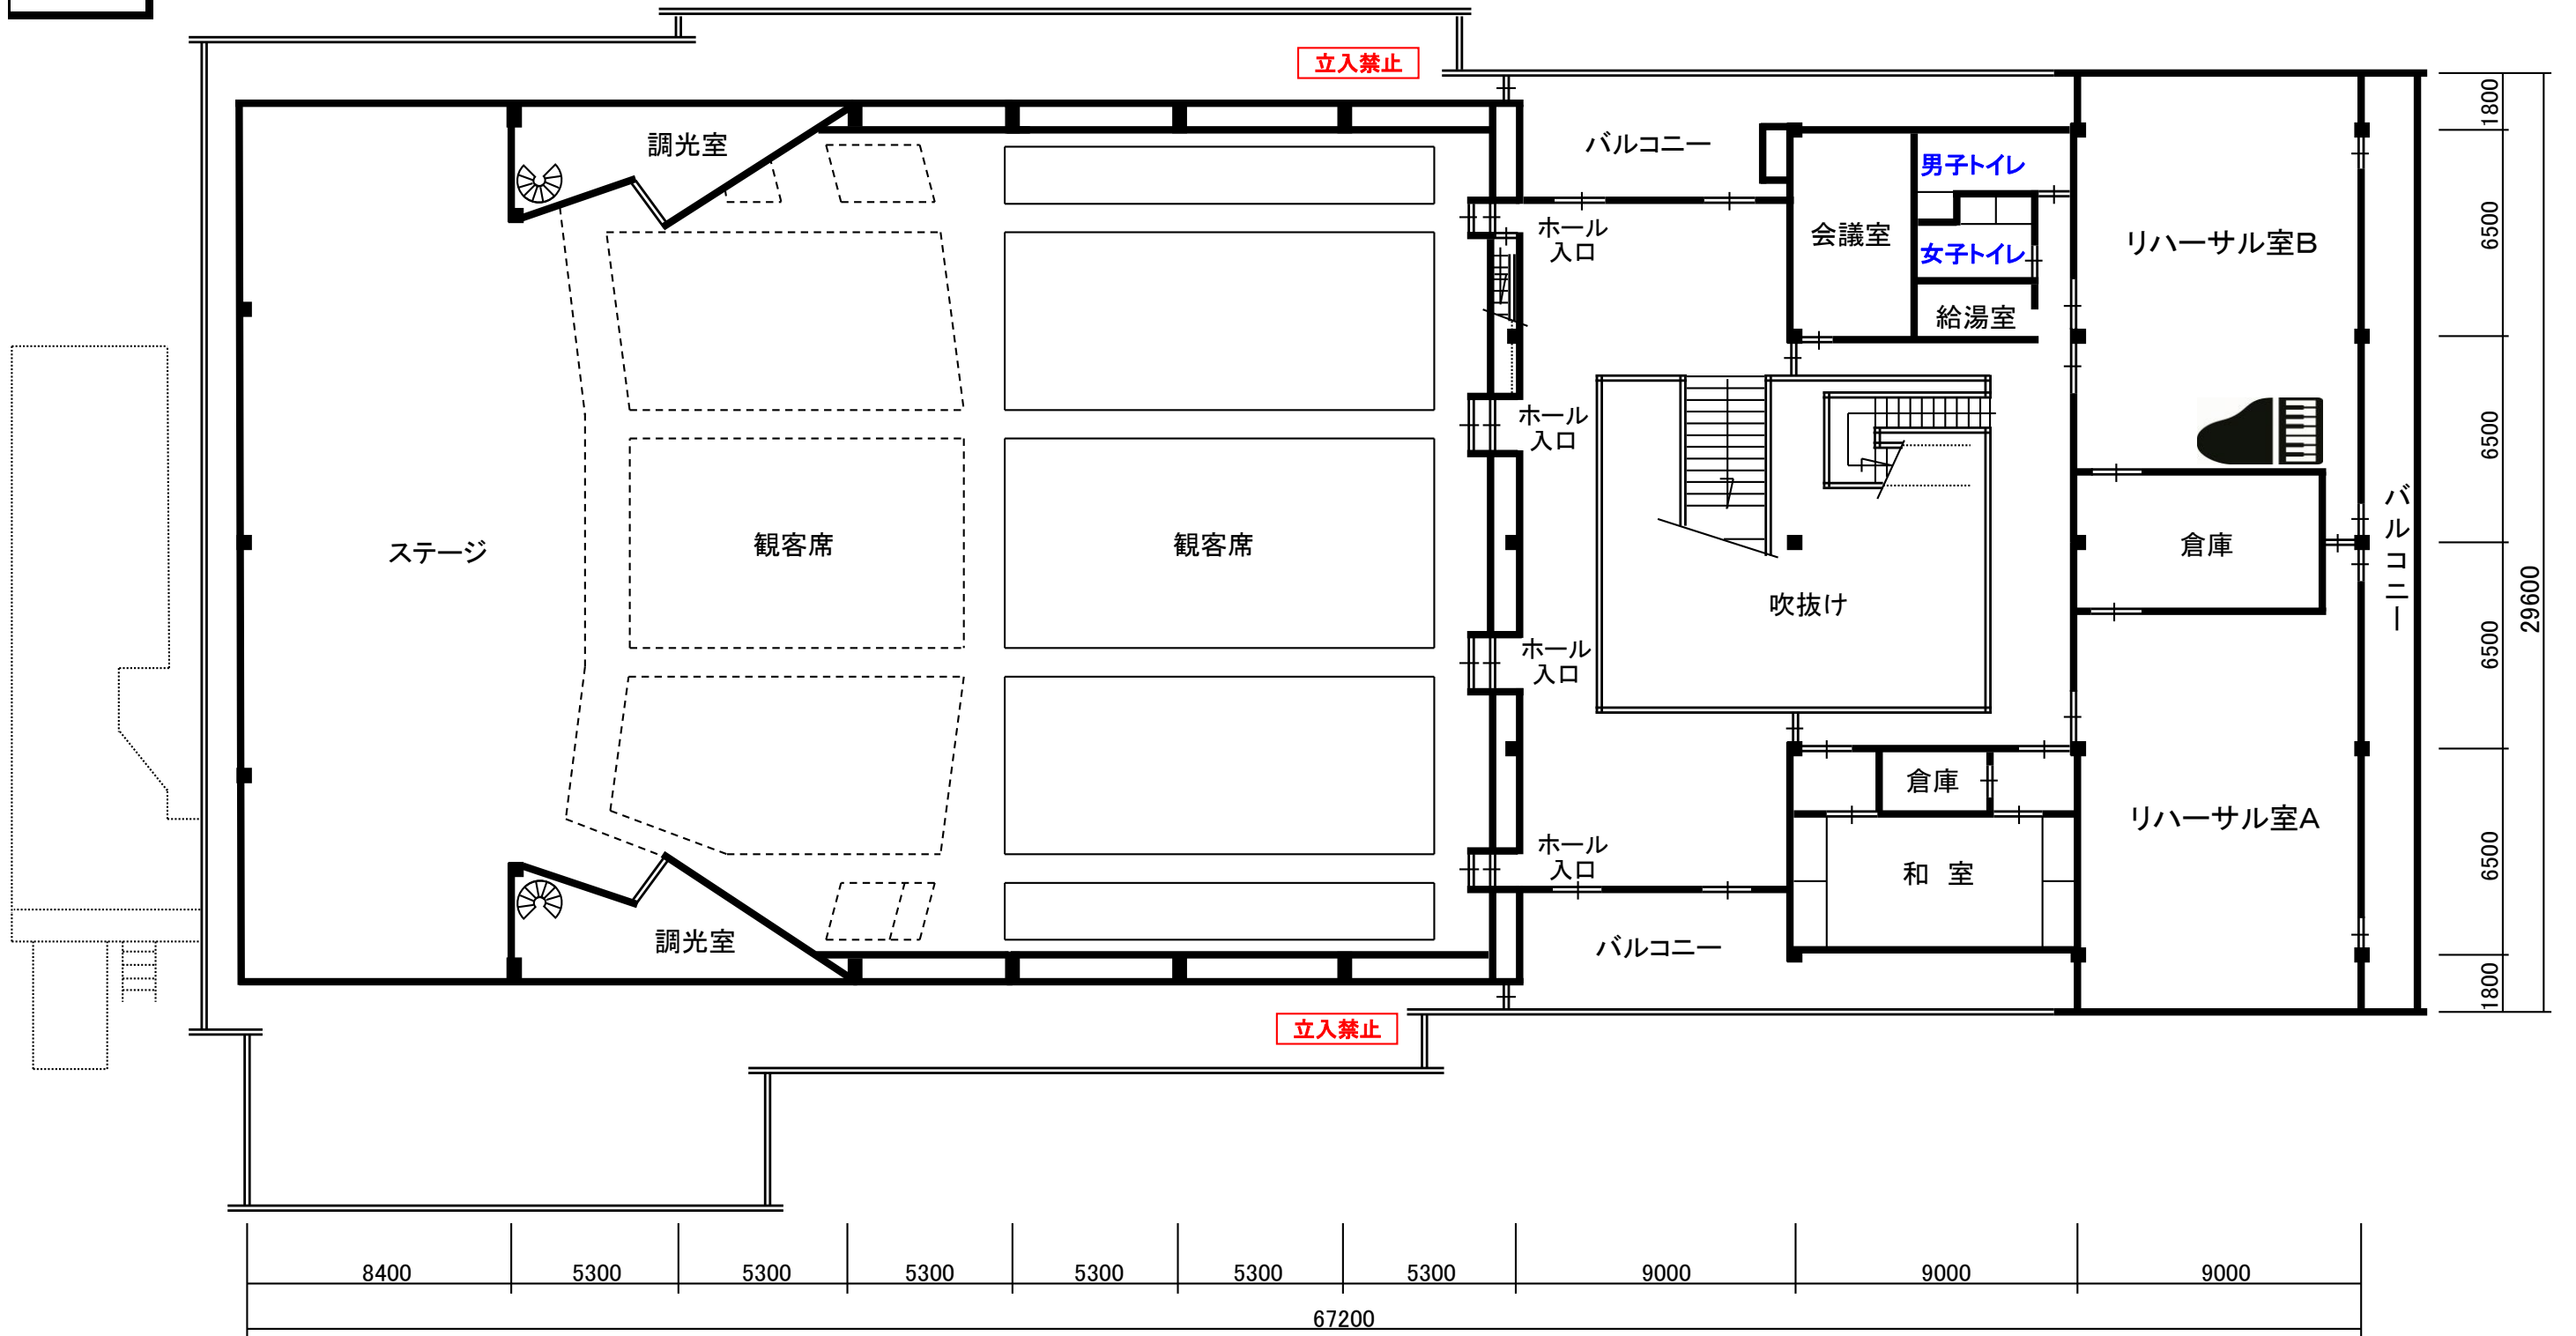 立入禁止
調光室
バルコニー
男子トイレ
会議室
女子トイレ
給湯室
リハーサル室B
ホール
入口
ホール
入口
ステージ
観客席
観客席
吹抜け
倉庫
バルコニー
ホール
入口
倉庫
リハーサル室A
ホール
入口
和　室
調光室
バルコニー
立入禁止
1800
6500
6500
6500
6500
1800
29600
8400
5300
5300
5300
5300
5300
5300
9000
9000
9000
67200